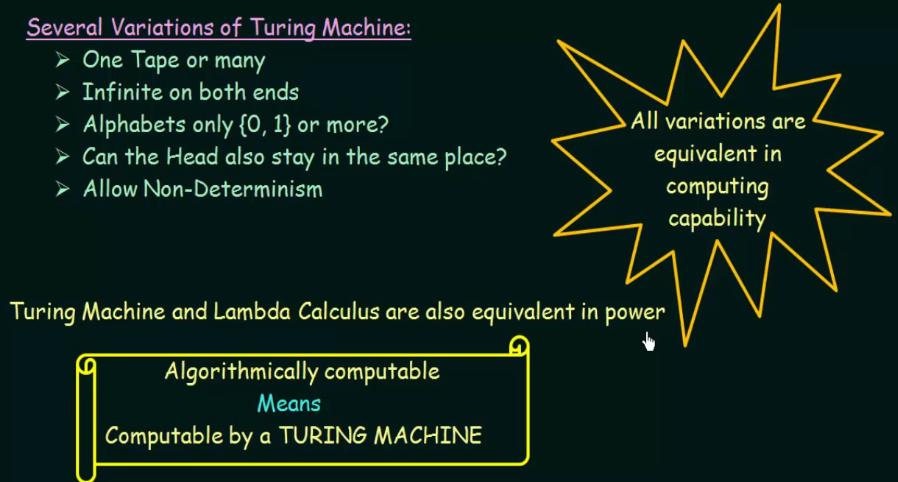 Several Variations of Turing Machine:
➢ One Tape or many
➢ Infinite on both ends
➢ Alphabets only {0, 1} or more?
➢ Can the Head also stay in the same place?
➢ Allow Non-Determinism
All variations are
equivalent in
computing
capability
Turing Machine and Lambda Calculus are also equivalent in power
Algorithmically computable
Means
Computable by a TURING MACHINE